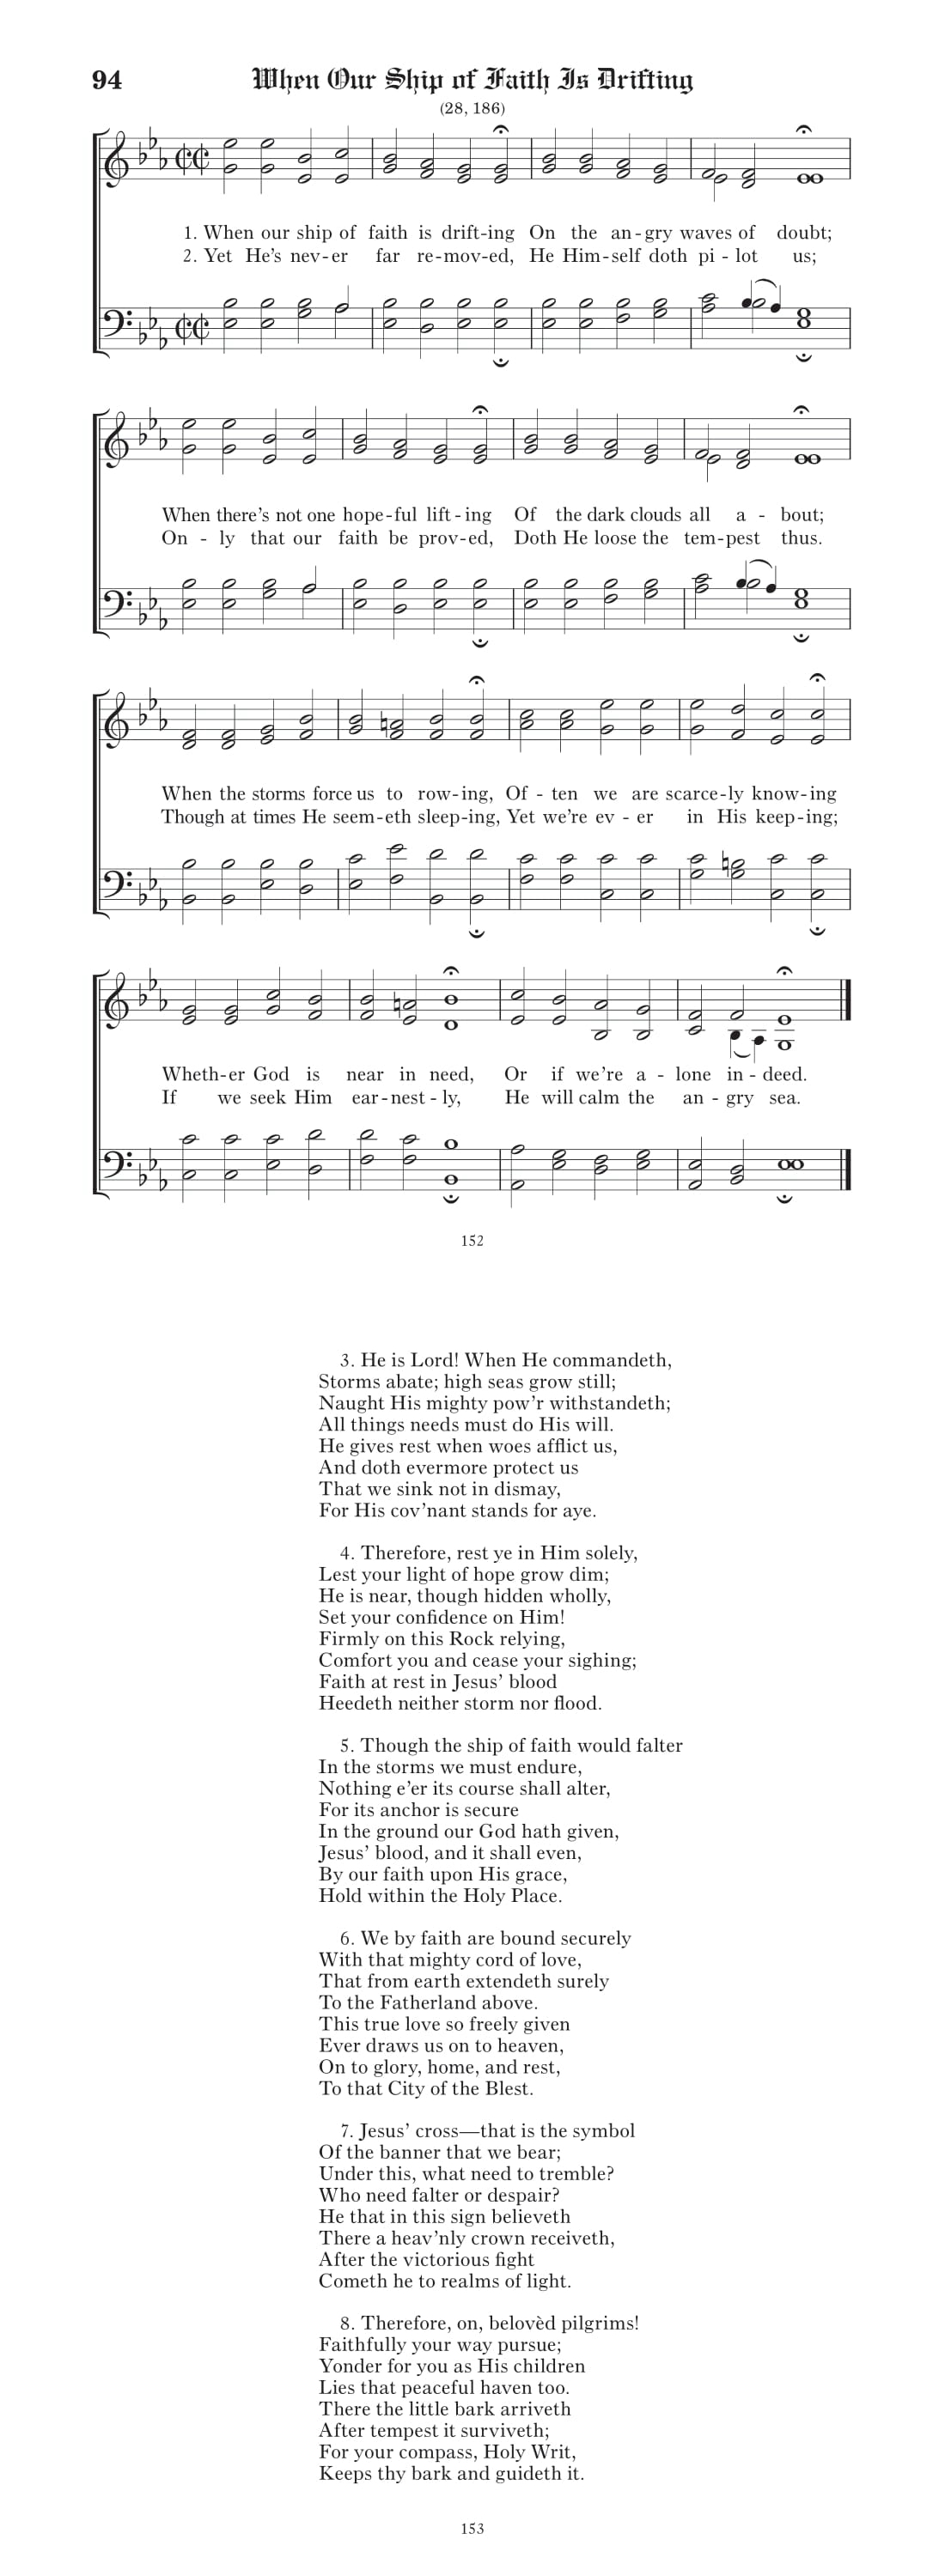 94 When Our Ship of Faith Is Drifting
(28, 186)
1. When our ship of faith is drift-ing On the an-gry waves of doubt;
2. Yet He's nev-er far re-mov-ed, He Him-self doth pi-lot us;
When there's not one hope-ful lift-ing Of the dark clouds all a-bout;
On-ly that our faith be prov-ed, Doth He loose the tem-pest thus.
When the storms force us to row-ing, Of-ten we are scarce-ly know-ing
Though at times He seem-eth sleep-ing, Yet we're ev-er in His keep-ing;
Wheth-er God is near in need, Or if we're a-lone in-deed.
If we seek Him ear-nest-ly, He will calm the an-gry sea.
152
3. He is Lord! When He commandeth,
Storms abate; high seas grow still;
Naught His mighty pow'r withstandeth;
All things needs must do His will.
He gives rest when woes afflict us,
And doth evermore protect us
That we sink not in dismay,
For His cov'nant stands for aye.
4. Therefore, rest ye in Him solely,
Lest your light of hope grow dim;
He is near, though hidden wholly,
Set your confidence on Him!
Firmly on this Rock relying,
Comfort you and cease your sighing;
Faith at rest in Jesus' blood
Heedeth neither storm nor flood.
5. Though the ship of faith would falter
In the storms we must endure,
Nothing e'er its course shall alter,
For its anchor is secure
In the ground our God hath given,
Jesus' blood, and it shall even,
By our faith upon His grace,
Hold within the Holy Place.
6. We by faith are bound securely
With that mighty cord of love,
That from earth extendeth surely
To the Fatherland above.
This true love so freely given
Ever draws us on to heaven,
On to glory, home, and rest,
To that City of the Blest.
7. Jesus' cross—that is the symbol
Of the banner that we bear;
Under this, what need to tremble?
Who need falter or despair?
He that in this sign believeth
There a heav'nly crown receiveth,
After the victorious fight
Cometh he to realms of light.
8. Therefore, on, belovèd pilgrims!
Faithfully your way pursue;
Yonder for you as His children
Lies that peaceful haven too.
There the little bark arriveth
After tempest it surviveth;
For your compass, Holy Writ,
Keeps thy bark and guideth it.
153